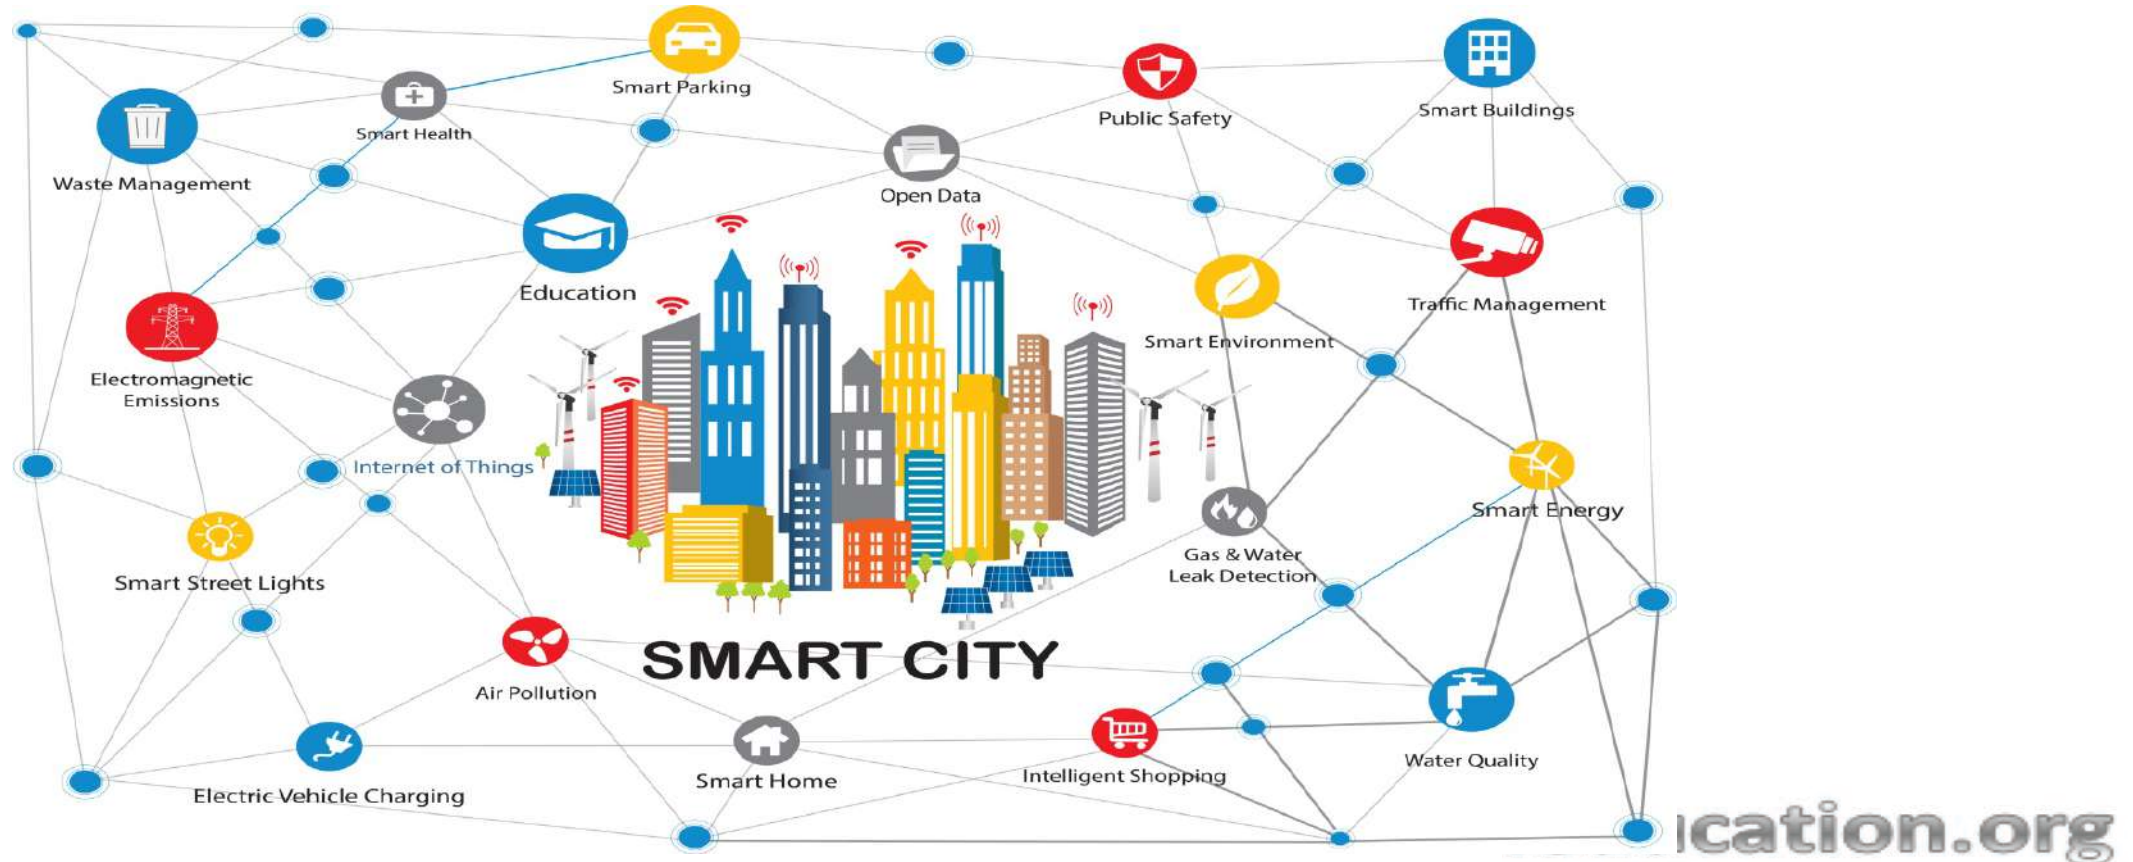 Smart Parking
Public Safety
Smart Buildings
Smart Health
Waste Management
Open Data
Education
Traffic Management
Smart Environment
Electromagnetic
Emissions
Internet of Things
Smart Energy
Gas & Water
Leak Detection
Smart Street Lights
SMART CITY
Air Pollution
Water Quality
Smart Home
Intelligent Shopping
Electric Vehicle Charging
ication.org